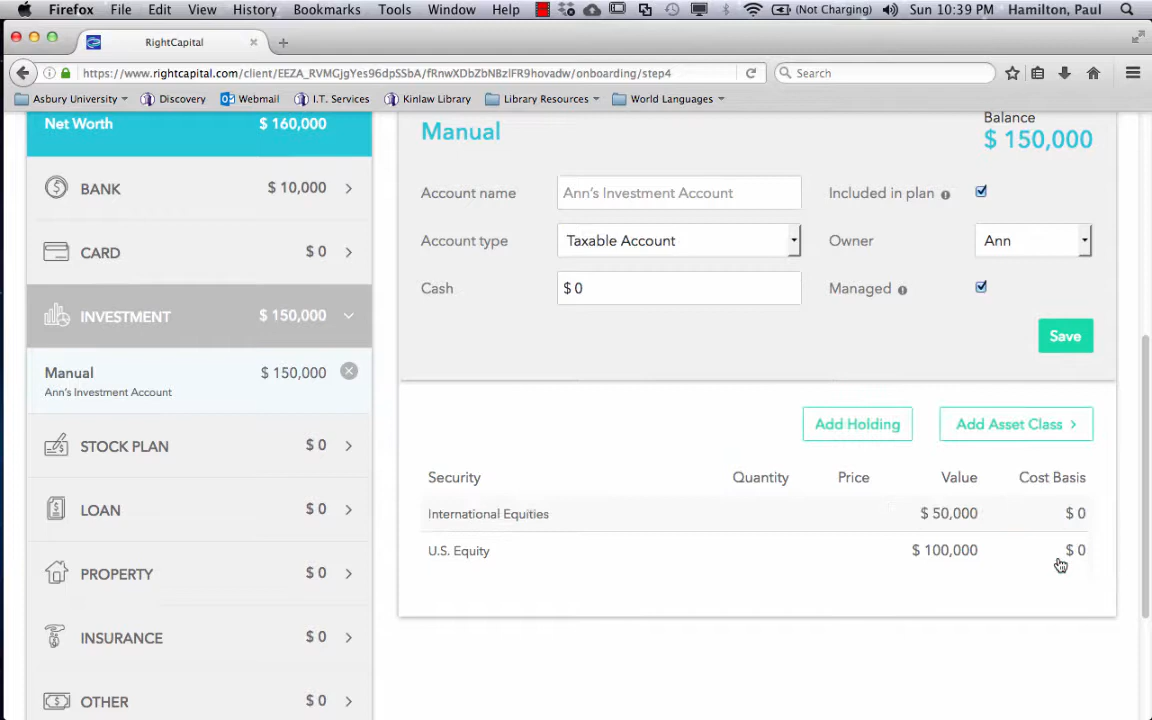 Firefox File Edit View History Bookmarks Tools Window Help (Not Charging) Sun 10:39 PM Hamilton, Paul
RightCapital
https://www.rightcapital.com/client/EEZA_RVMGjgYes96dpSSbA/fRnwXDbZbNBzlFR9hovadw/onboarding/step4 Search
Asbury University Discovery Webmail I.T. Services Kinlaw Library Library Resources World Languages
Net Worth $ 160,000
BANK $ 10,000
CARD $ 0
INVESTMENT $ 150,000
Manual $ 150,000
Ann's Investment Account
STOCK PLAN $ 0
LOAN $ 0
PROPERTY $ 0
INSURANCE $ 0
OTHER $ 0
Manual
Balance
$ 150,000
Account name Ann's Investment Account Included in plan
Account type Taxable Account Owner Ann
Cash $ 0 Managed
Save
Add Holding Add Asset Class >
Security Quantity Price Value Cost Basis
International Equities $ 50,000 $ 0
U.S. Equity $ 100,000 $ 0